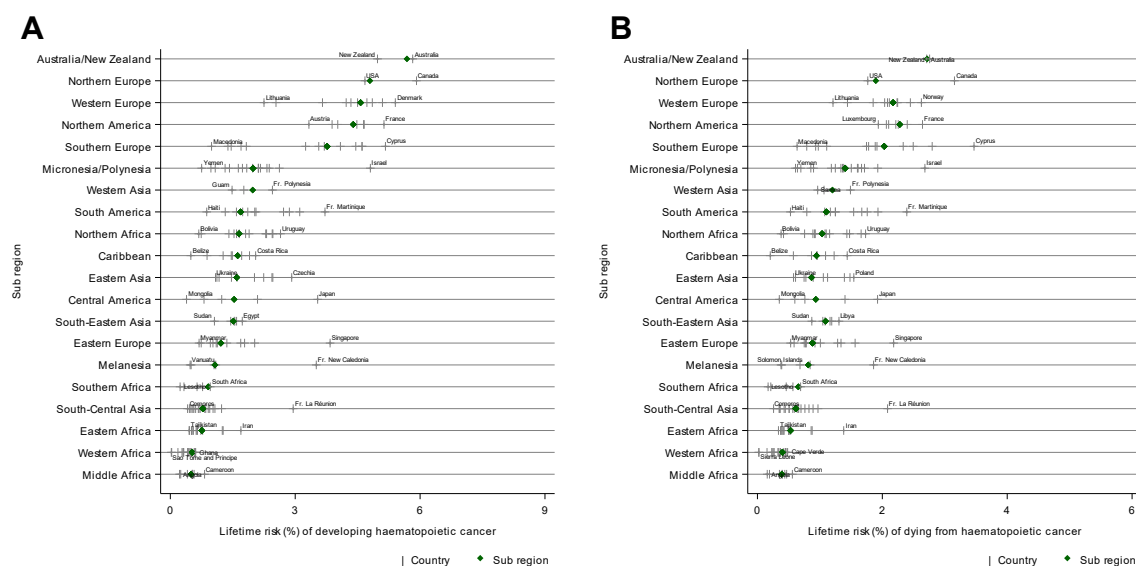 A
Australia/New Zealand
New Zealand
Australia
Northern Europe
USA
Canada
Western Europe
Lithuania
Denmark
Northern America
Austria
France
Southern Europe
Macedonia
Cyprus
Micronesia/Polynesia
Yemen
Israel
Western Asia
Guam
Fr. Polynesia
South America
Haiti
Fr. Martinique
Northern Africa
Bolivia
Uruguay
Caribbean
Belize
Costa Rica
Eastern Asia
Ukraine
Czechia
Central America
Mongolia
Japan
South-Eastern Asia
Sudan
Egypt
Eastern Europe
Myanmar
Singapore
Melanesia
Vanuatu
Fr. New Caledonia
Southern Africa
Lesotho
South Africa
South-Central Asia
Comoros
Fr. La Réunion
Eastern Africa
Tajikistan
Iran
Western Africa
Ghana
Sao Tome and Principe
Middle Africa
Angola
Cameroon
Sub region
0 3 6 9
Lifetime risk (%) of developing haematopoietic cancer
| Country Sub region
B
Australia/New Zealand
New Zealand
Australia
Northern Europe
USA
Canada
Western Europe
Lithuania
Norway
Northern America
Luxembourg
France
Southern Europe
Macedonia
Cyprus
Micronesia/Polynesia
Yemen
Israel
Western Asia
Fr. Polynesia
South America
Haiti
Fr. Martinique
Northern Africa
Bolivia
Uruguay
Caribbean
Belize
Costa Rica
Eastern Asia
Ukraine
Poland
Central America
Mongolia
Japan
South-Eastern Asia
Sudan
Libya
Eastern Europe
Myanmar
Singapore
Melanesia
Solomon Islands
Fr. New Caledonia
Southern Africa
Lesotho
South Africa
South-Central Asia
Comoros
Fr. La Réunion
Eastern Africa
Tajikistan
Iran
Western Africa
Cape Verde
Sierra Leone
Middle Africa
Angola
Cameroon
Sub region
0 2 4 6
Lifetime risk (%) of dying from haematopoietic cancer
| Country Sub region